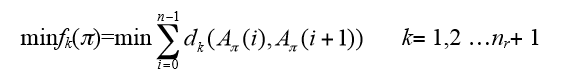 minf_k(π)=min ∑_{i=0}^{n-1} d_k(A_π(i), A_π(i+1))   k= 1,2 …n_r+ 1